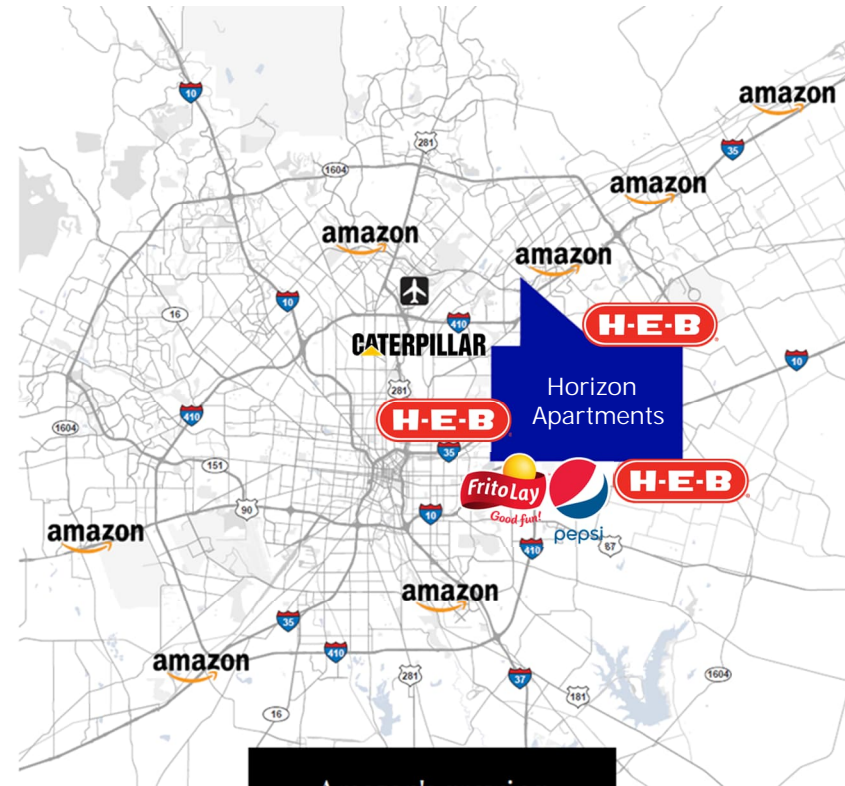 amazon
10
35
281
1604
amazon
amazon
amazon
10
16
410
H-E-B
CATERPILLAR
10
281
Horizon
Apartments
410
H-E-B
1604
35
151
FritoLay
Good fun!
H-E-B
90
10
pepsi
amazon
410
87
amazon
35
410
amazon
281
37
1604
181
16